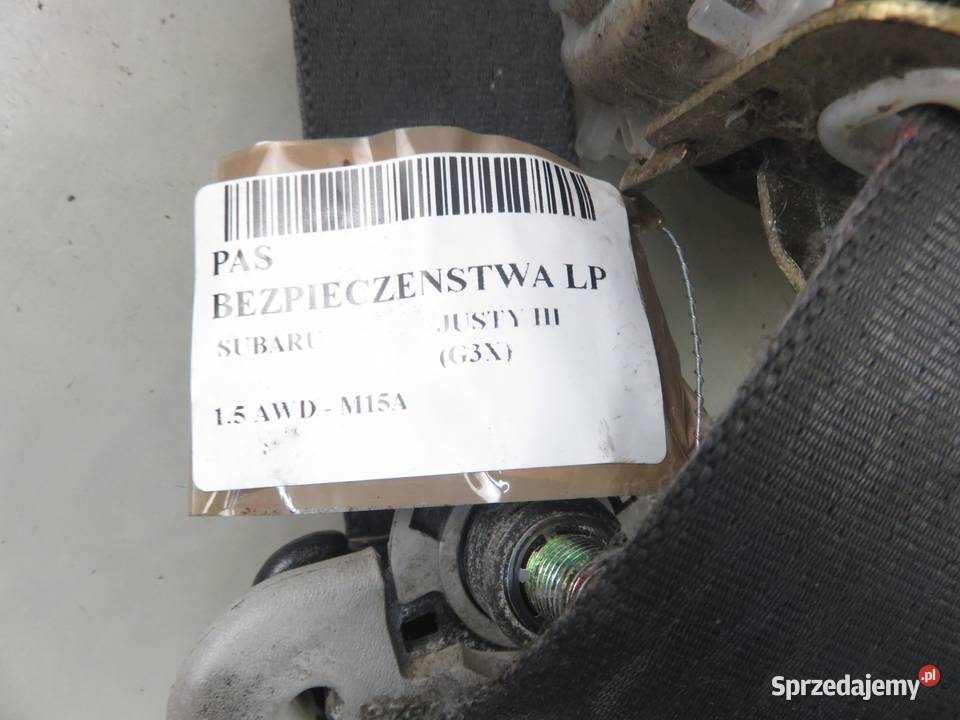 PAS
BEZPIECZENSTWA LP
SUBARU JUSTY III
(G3X)
1.5 AWD - M15A
Sprzedajemy.pl